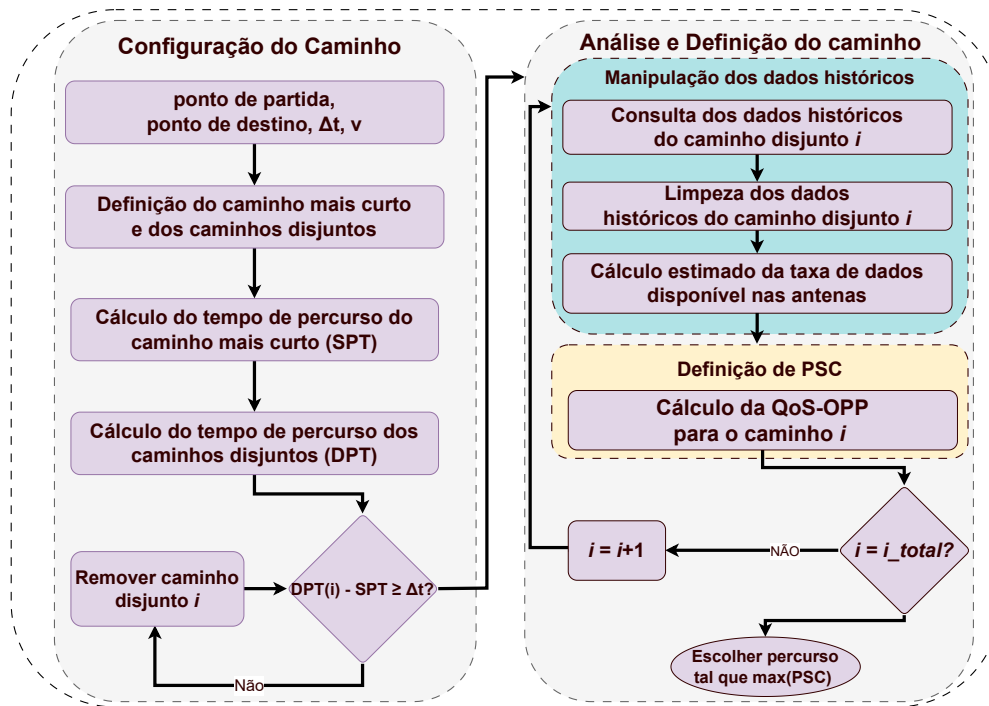 Configuração do Caminho
ponto de partida,
ponto de destino, Δt, v
Definição do caminho mais curto
e dos caminhos disjuntos
Cálculo do tempo de percurso do
caminho mais curto (SPT)
Cálculo do tempo de percurso dos
caminhos disjuntos (DPT)
DPT(i) - SPT ≥ Δt?
Remover caminho
disjunto i
Não
Análise e Definição do caminho
Manipulação dos dados históricos
Consulta dos dados históricos
do caminho disjunto i
Limpeza dos dados
históricos do caminho disjunto i
Cálculo estimado da taxa de dados
disponível nas antenas
Definição de PSC
Cálculo da QoS-OPP
para o caminho i
i = i_total?
NÃO
i = i+1
Escolher percurso
tal que max(PSC)